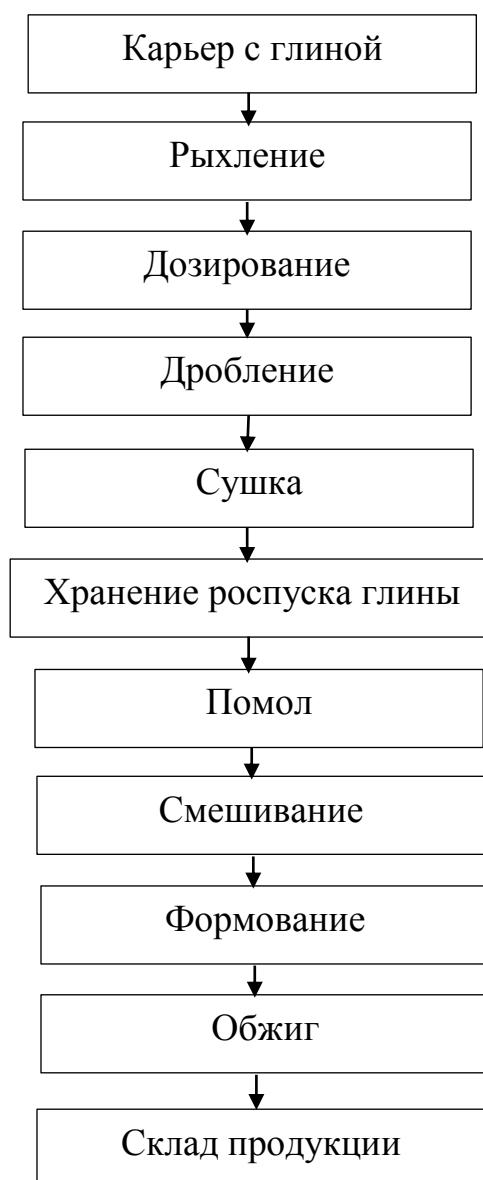 Карьер с глиной
Рыхление
Дозирование
Дробление
Сушка
Хранение роспуска глины
Помол
Смешивание
Формование
Обжиг
Склад продукции